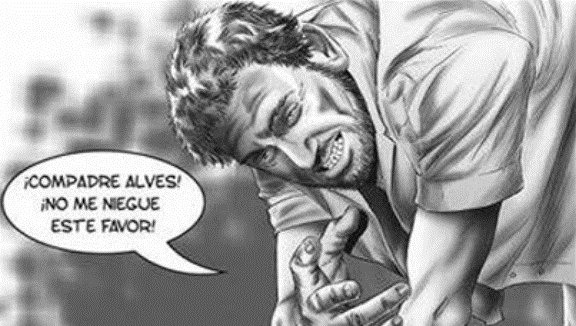 ¡COMPADRE ALVES!
¡NO ME NIEGUE
ESTE FAVOR!